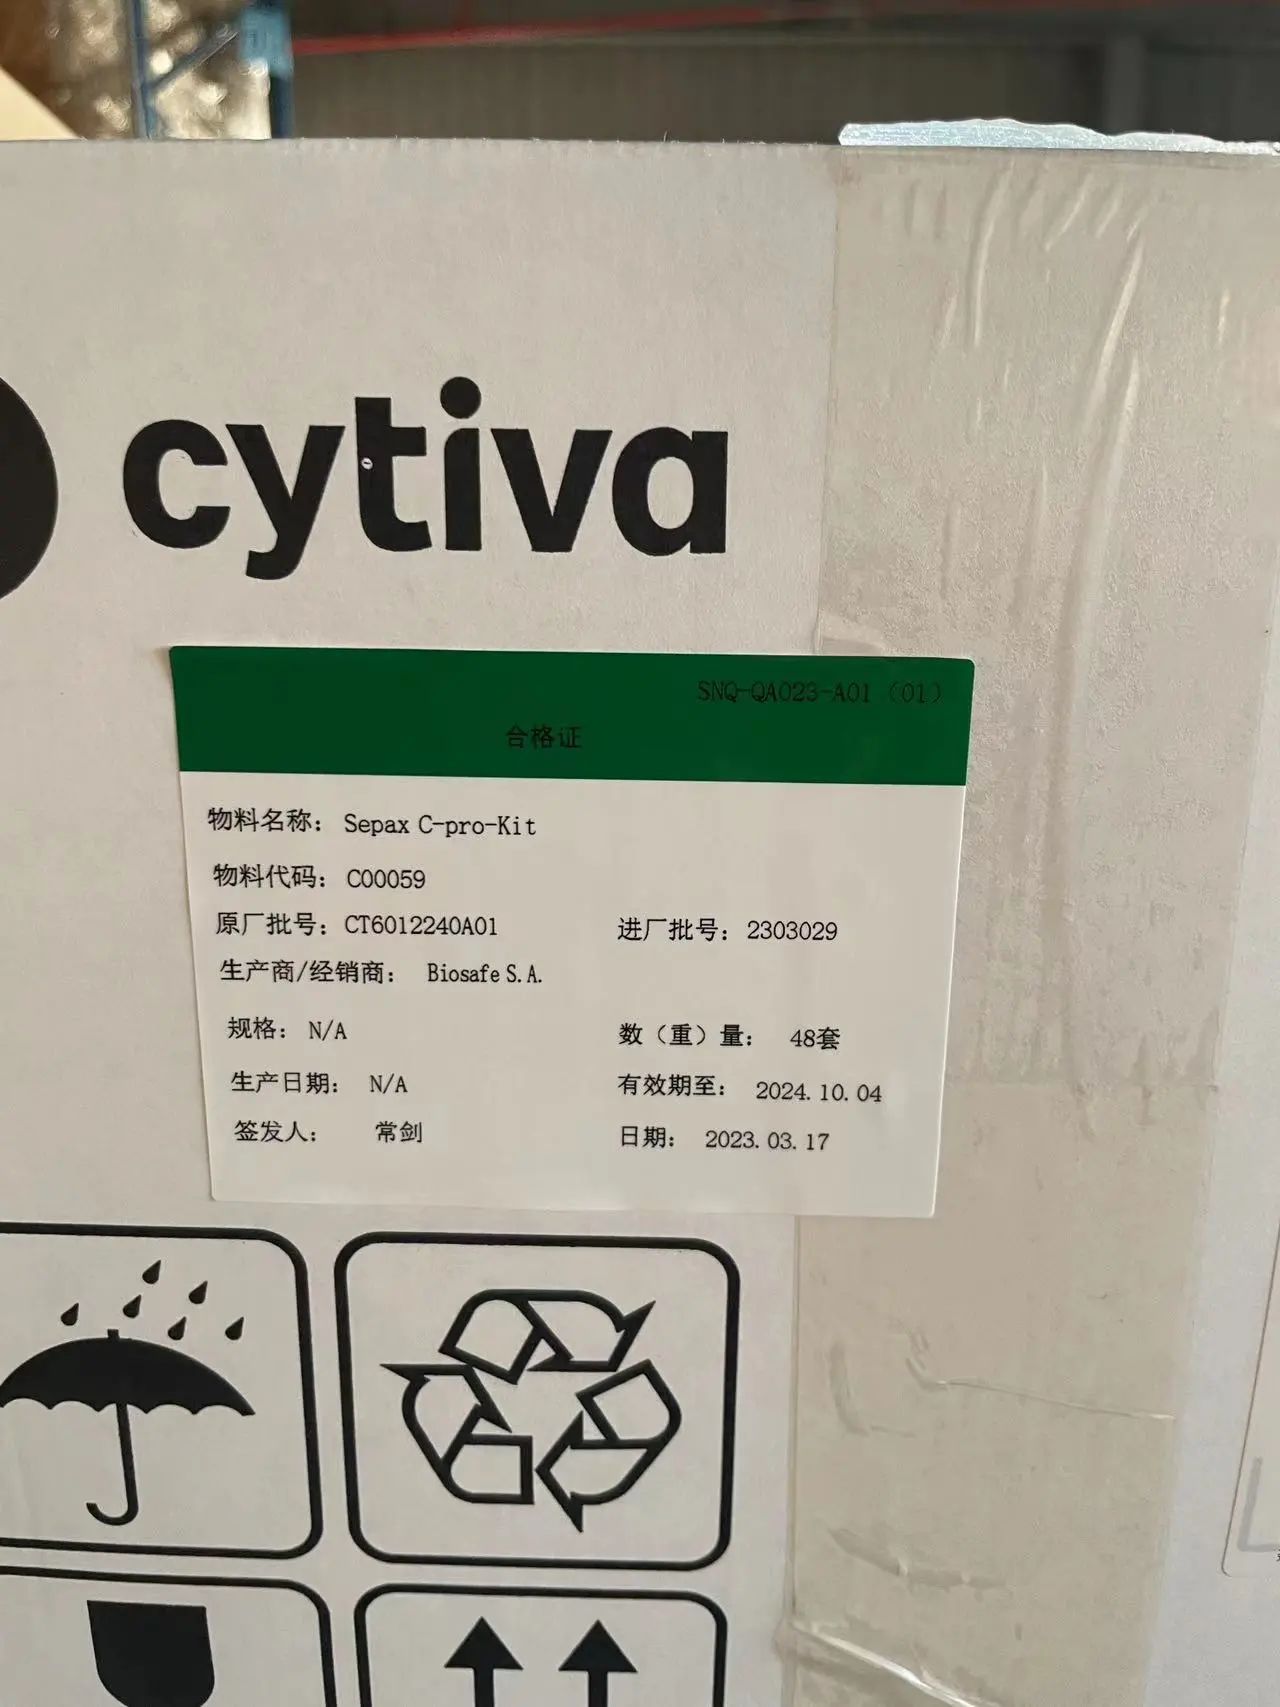 cytiva
SNQ-QA023-A01（01）
合格证
物料名称： Sepax C-pro-Kit
物料代码： C00059
原厂批号： CT6012240A01 进厂批号： 2303029
生产商/经销商： Biosafe S.A.
规格： N/A 数（重）量： 48套
生产日期： N/A 有效期至： 2024.10.04
签发人： 常剑 日期： 2023.03.17